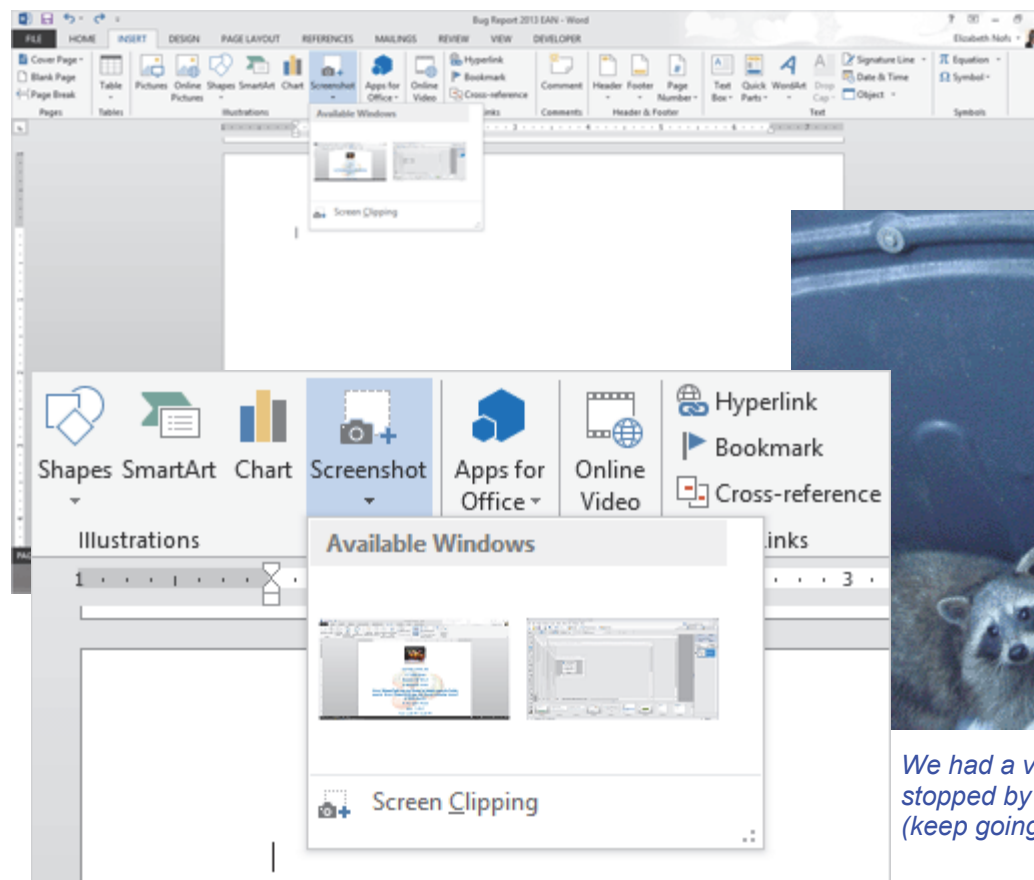 Bug Report 2013 EAN - Word
FILE HOME INSERT DESIGN PAGE LAYOUT REFERENCES MAILINGS REVIEW VIEW DEVELOPER
Cover Page
Blank Page
Page Break
Pages
Table
Tables
Pictures
Online
Pictures
Shapes
SmartArt
Chart
Screenshot
Illustrations
Apps for
Office
Online
Video
Hyperlink
Bookmark
Cross-reference
Comment
Comments
Header
Footer
Page
Number
Header & Footer
Text
Box
Quick
Parts
WordArt
Drop
Cap
Signature Line
Date & Time
Object
Text
π Equation
Ω Symbol
Symbols
Available Windows
Screen Clipping
Shapes
SmartArt
Chart
Screenshot
Illustrations
Apps for
Office
Online
Video
Hyperlink
Bookmark
Cross-reference
inks
1
3
Available Windows
Screen Clipping
We had a v
stopped by
(keep going